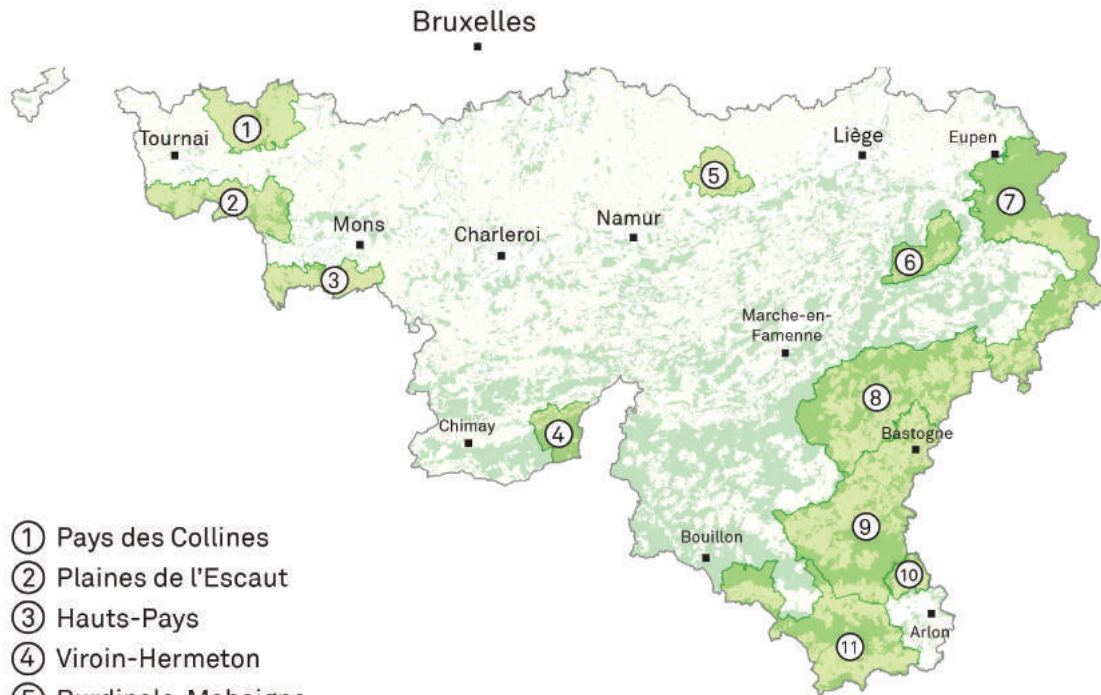 Bruxelles
Tournai
①
Liège
Eupen
⑤
⑦
②
Mons
Charleroi
Namur
⑥
③
Marche-en-
Famenne
⑧
Chimay
④
Bastogne
① Pays des Collines
⑨
② Plaines de l'Escaut
Bouillon
⑩
③ Hauts-Pays
Arlon
④ Viroin-Hermeton
⑪